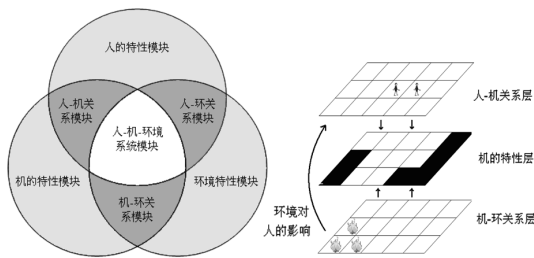 人的特性模块
人-机关
系模块
人-环关
系模块
人-机-环境
系统模块
机的特性模块
环境特性模块
机-环关
系模块
人-机关系层
机的特性层
环境对
人的影响
机-环关系层